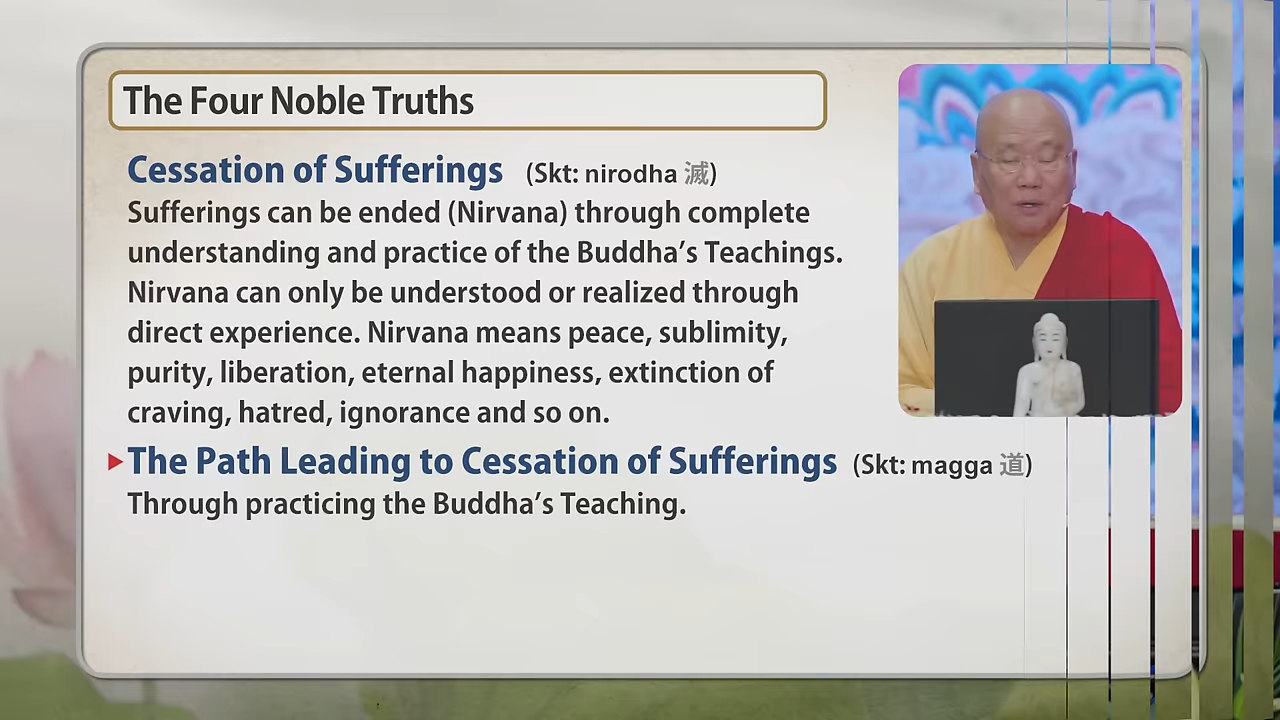 The Four Noble Truths
Cessation of Sufferings (Skt: nirodha 滅)
Sufferings can be ended (Nirvana) through complete
understanding and practice of the Buddha’s Teachings.
Nirvana can only be understood or realized through
direct experience. Nirvana means peace, sublimity,
purity, liberation, eternal happiness, extinction of
craving, hatred, ignorance and so on.
The Path Leading to Cessation of Sufferings (Skt: magga 道)
Through practicing the Buddha’s Teaching.